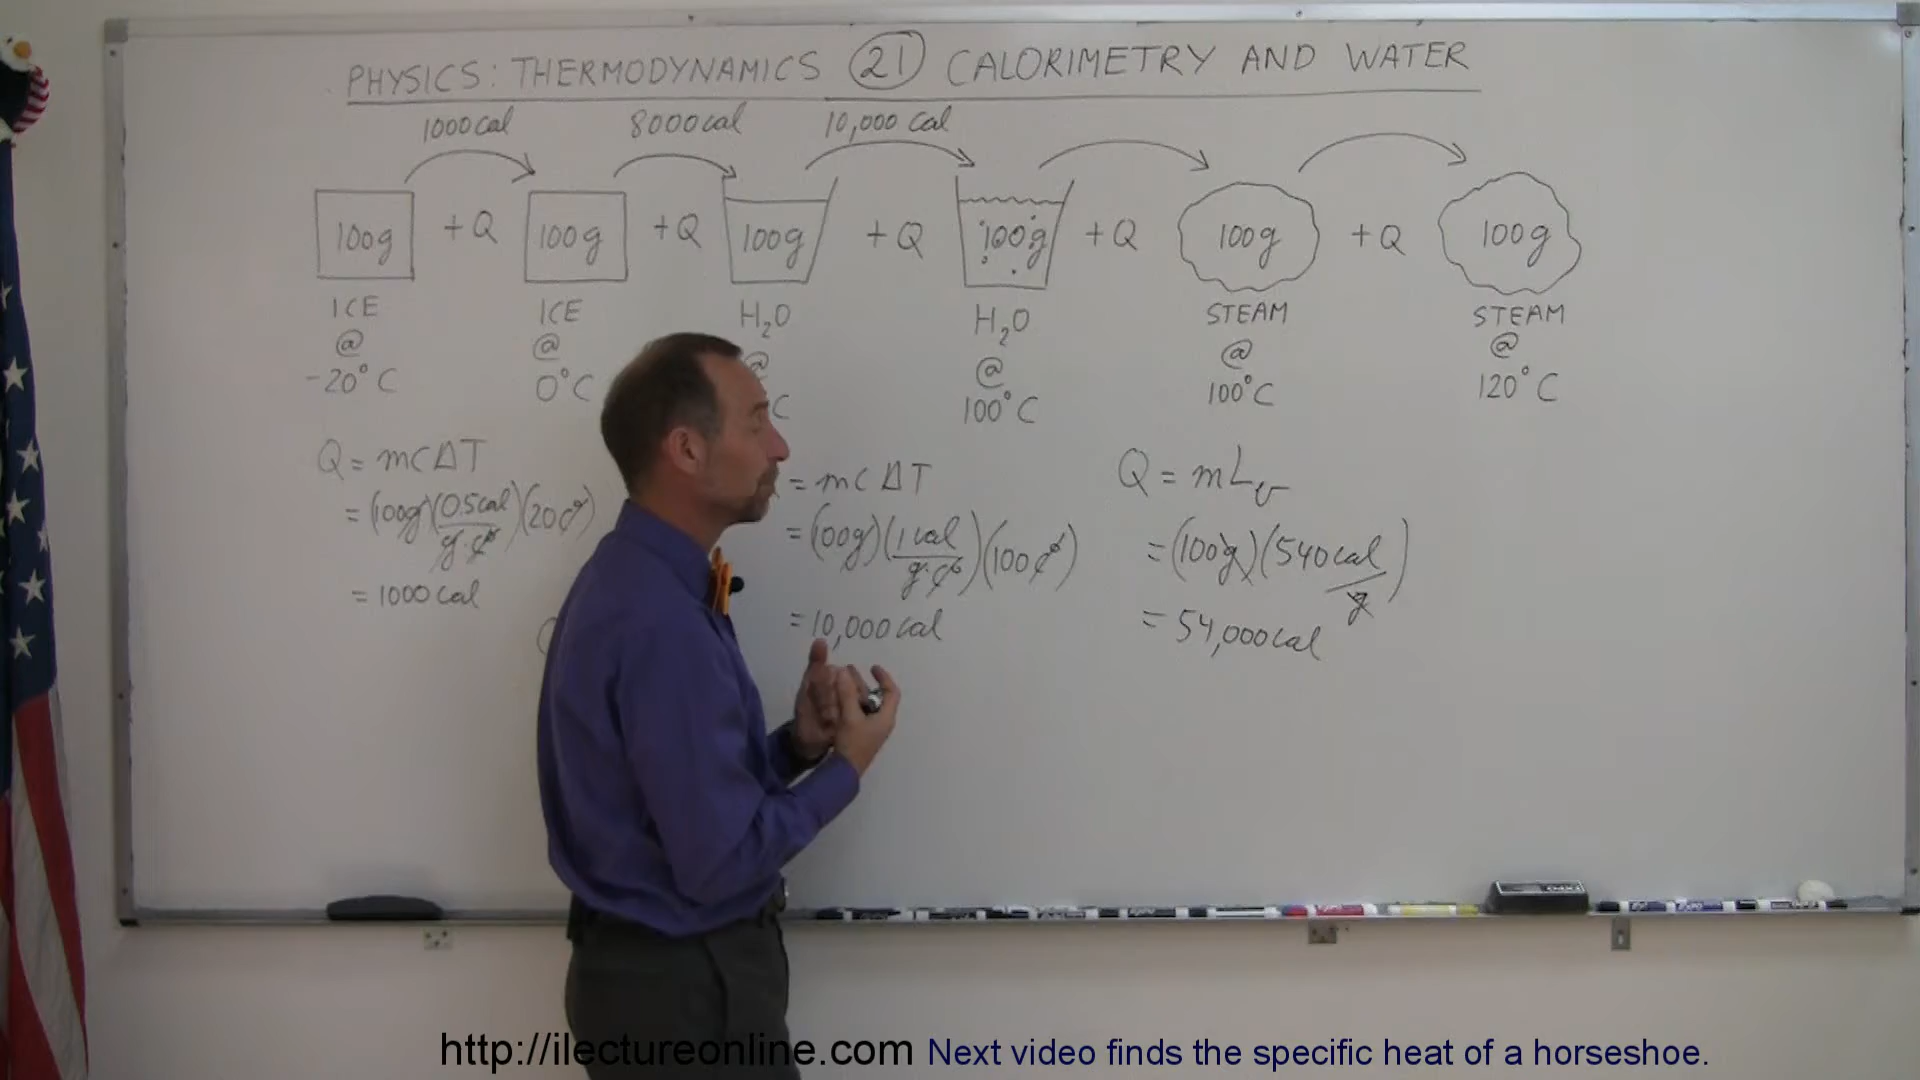 PHYSICS: THERMODYNAMICS 21 CALORIMETRY AND WATER
1000 cal 8000 cal 10,000 cal
100g + Q 100g + Q 100g + Q 100g + Q 100g + Q 100g
ICE ICE H₂O H₂O STEAM STEAM
@ @ @ @ @ @
-20°C 0°C C 100°C 100°C 120°C
Q = mcΔT = mcΔT Q = mLv
= (100g)(0.5cal/g·C°)(20C°) = (100g)(1cal/g·C°)(100C°) = (100g)(540cal/g)
= 1000 cal = 10,000 cal = 54,000 cal
http://ilectureonline.com Next video finds the specific heat of a horseshoe.